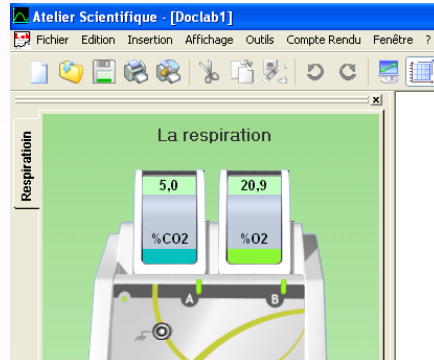 Atelier Scientifique - [Doclab1]
Fichier Edition Insertion Affichage Outils Compte Rendu Fenêtre ?
Respiratioin
La respiration
5,0 20,9
%CO2 %O2
A B